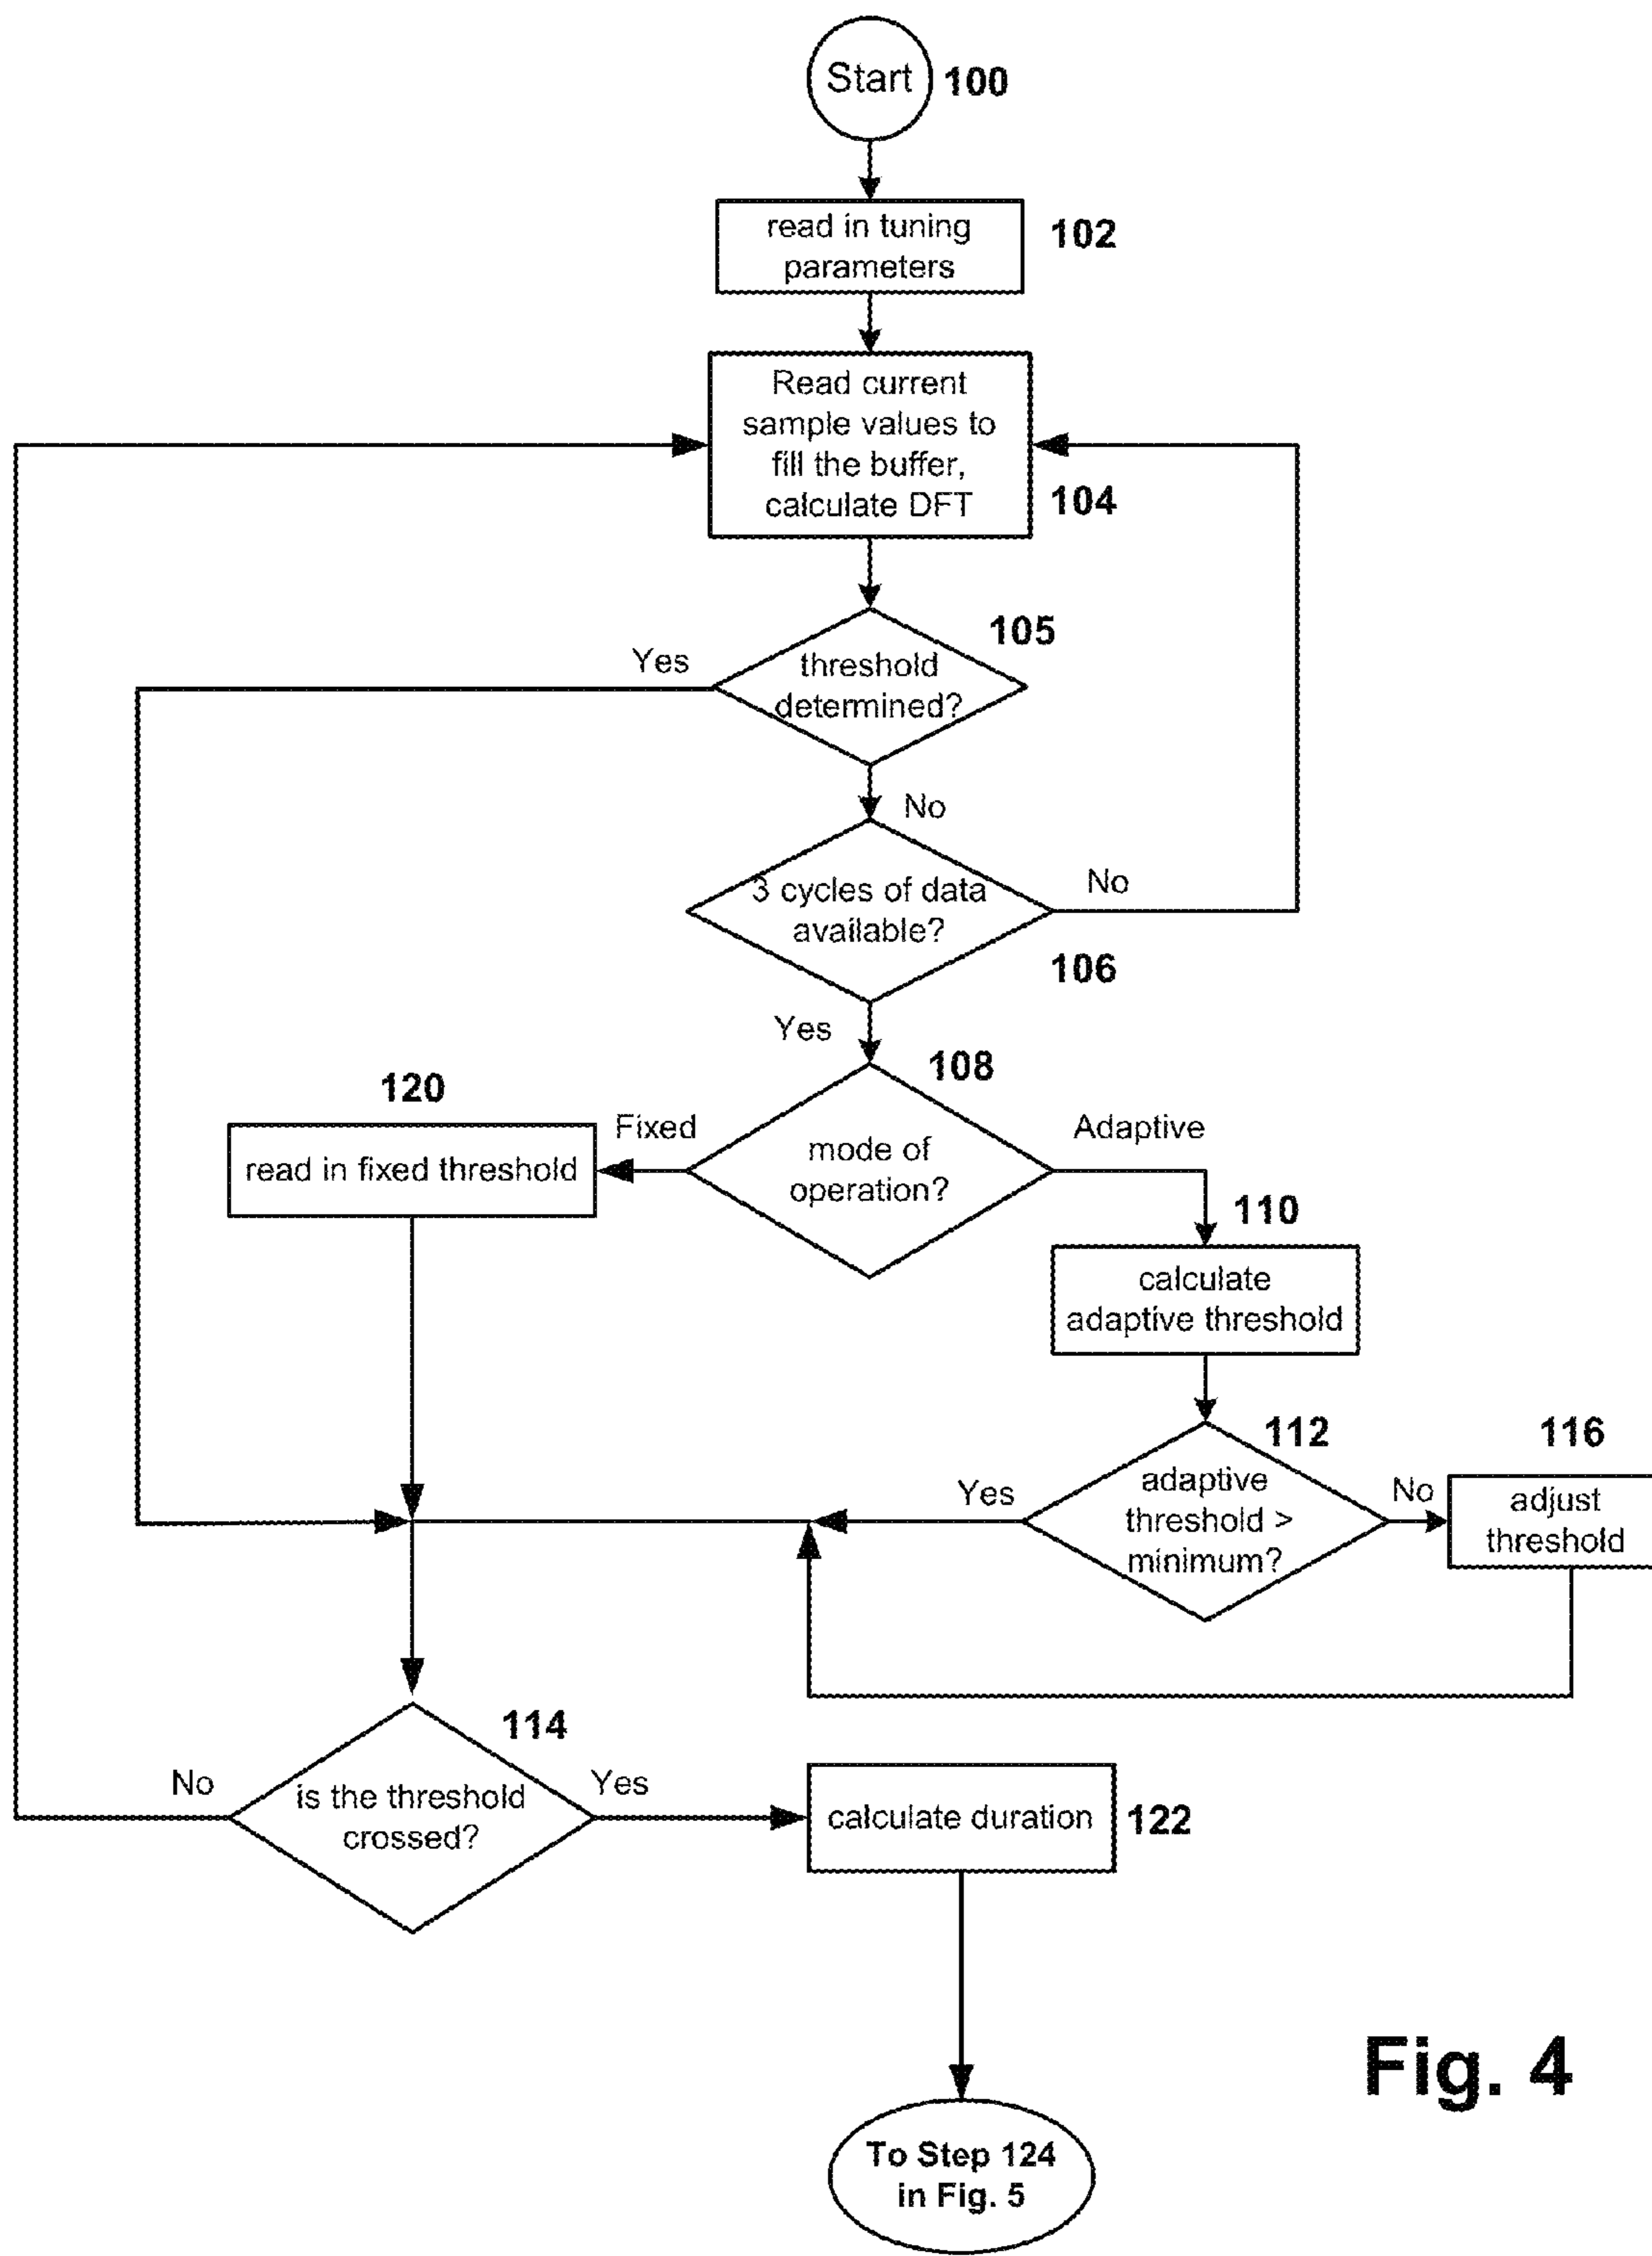 Start
100
read in tuning
parameters
102
Read current
sample values to
fill the buffer,
calculate DFT
104
105
Yes
threshold
determined?
No
3 cycles of data
available?
No
106
Yes
108
120
Fixed
Adaptive
mode of
operation?
read in fixed threshold
110
calculate
adaptive threshold
112
116
Yes
adaptive
threshold >
minimum?
No
adjust
threshold
114
No
is the threshold
crossed?
Yes
calculate duration
122
Fig. 4
To Step 124
in Fig. 5